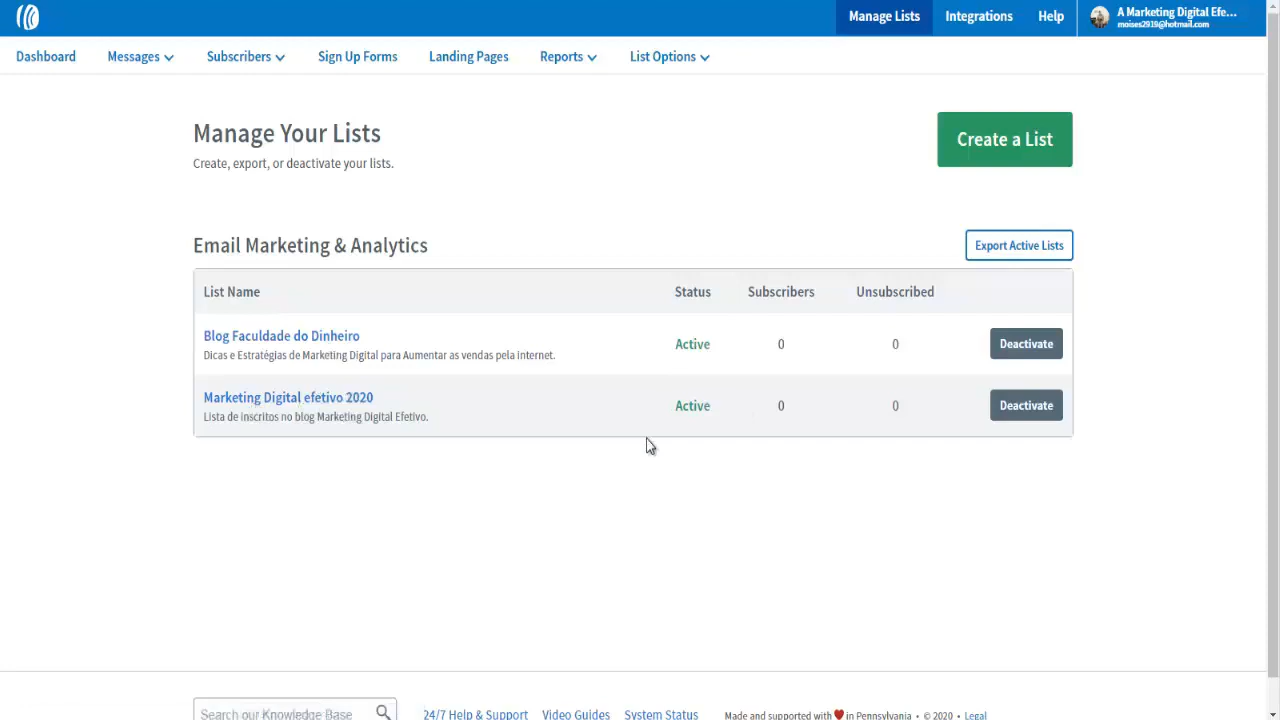 Manage Lists Integrations Help A Marketing Digital Efe...
moises2919@hotmail.com
Dashboard Messages Subscribers Sign Up Forms Landing Pages Reports List Options
Manage Your Lists
Create a List
Create, export, or deactivate your lists.
Email Marketing & Analytics
Export Active Lists
List Name Status Subscribers Unsubscribed
Blog Faculdade do Dinheiro
Dicas e Estratégias de Marketing Digital para Aumentar as vendas pela internet.
Active 0 0 Deactivate
Marketing Digital efetivo 2020
Lista de inscritos no blog Marketing Digital Efetivo.
Active 0 0 Deactivate
Search our Knowledge Base 24/7 Help & Support Video Guides System Status Made and supported with ❤ in Pennsylvania • © 2020 • Legal